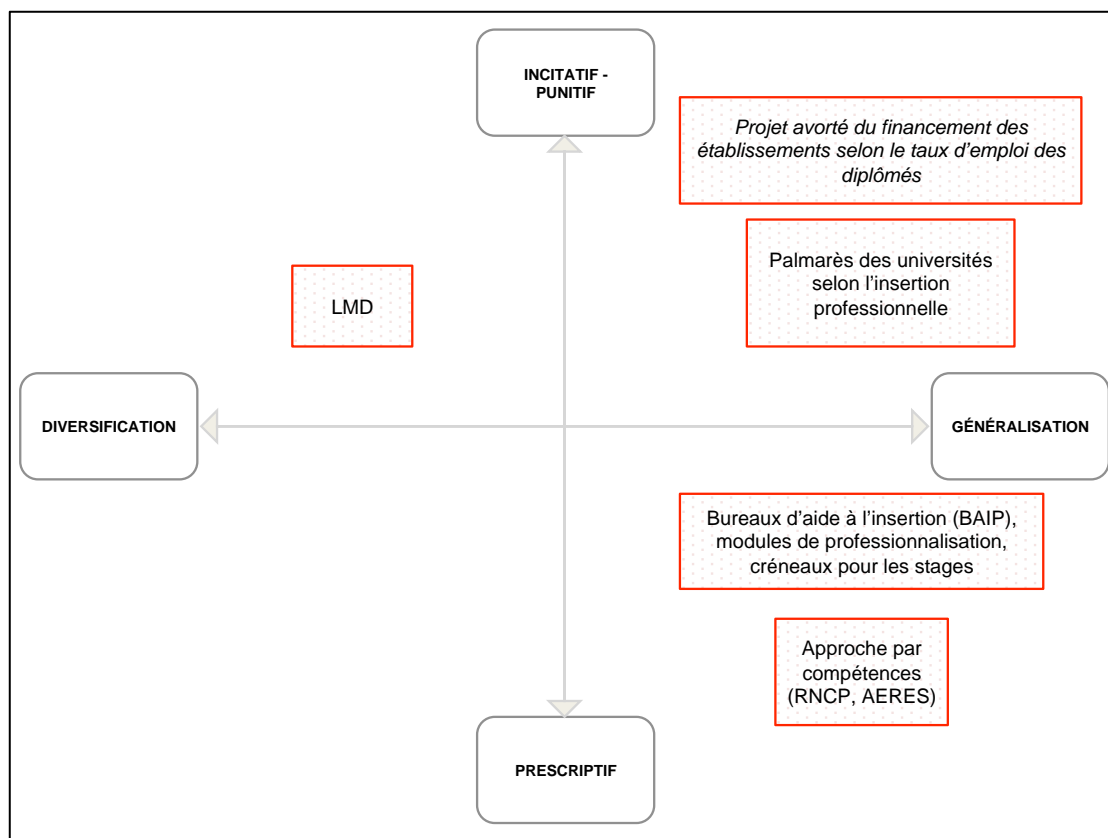 INCITATIF -
PUNITIF
Projet avorté du financement des
établissements selon le taux d’emploi des
diplômés
Palmarès des universités
selon l’insertion
professionnelle
LMD
DIVERSIFICATION
GÉNÉRALISATION
Bureaux d’aide à l’insertion (BAIP),
modules de professionnalisation,
créneaux pour les stages
Approche par
compétences
(RNCP, AERES)
PRESCRIPTIF